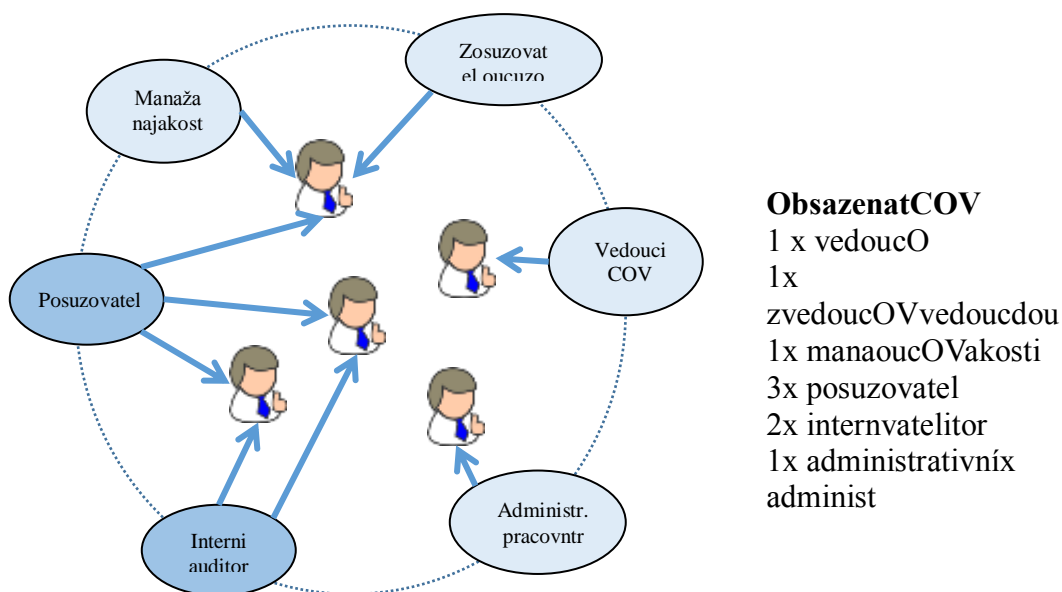 Zosuzovat
el oucuzo
Manaža
najakost
Vedouci
COV
Posuzovatel
Administr.
pracovntr
Interni
auditor
ObsazenatCOV
1 x vedoucO
1x
zvedoucOVvedoucdou
1x manaoucOVakosti
3x posuzovatel
2x internvatelitor
1x administrativníx
administ